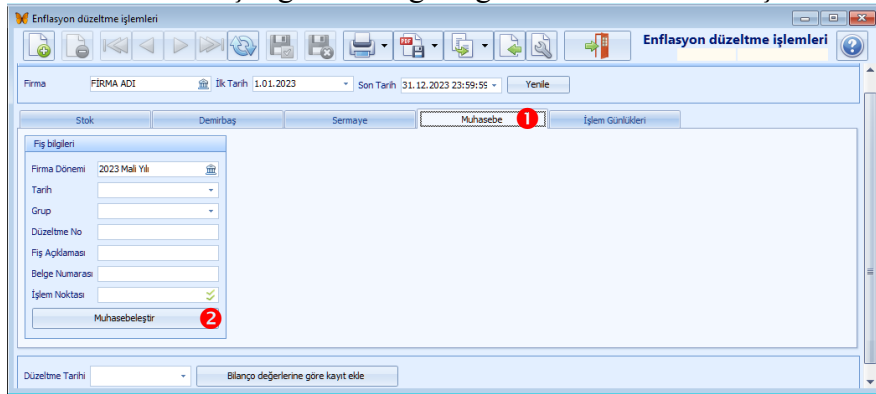 Enflasyon düzeltme işlemleri
Enflasyon düzeltme işlemleri
Firma FİRMA ADI İlk Tarih 1.01.2023 Son Tarih 31.12.2023 23:59:59 Yenile
Stok Demirbaş Sermaye Muhasebe 1 İşlem Günlükleri
Fiş bilgileri
Firma Dönemi 2023 Mali Yılı
Tarih
Grup
Düzeltme No
Fiş Açıklaması
Belge Numarası
İşlem Noktası
Muhasebeleştir 2
Düzeltme Tarihi Bilanço değerlerine göre kayıt ekle